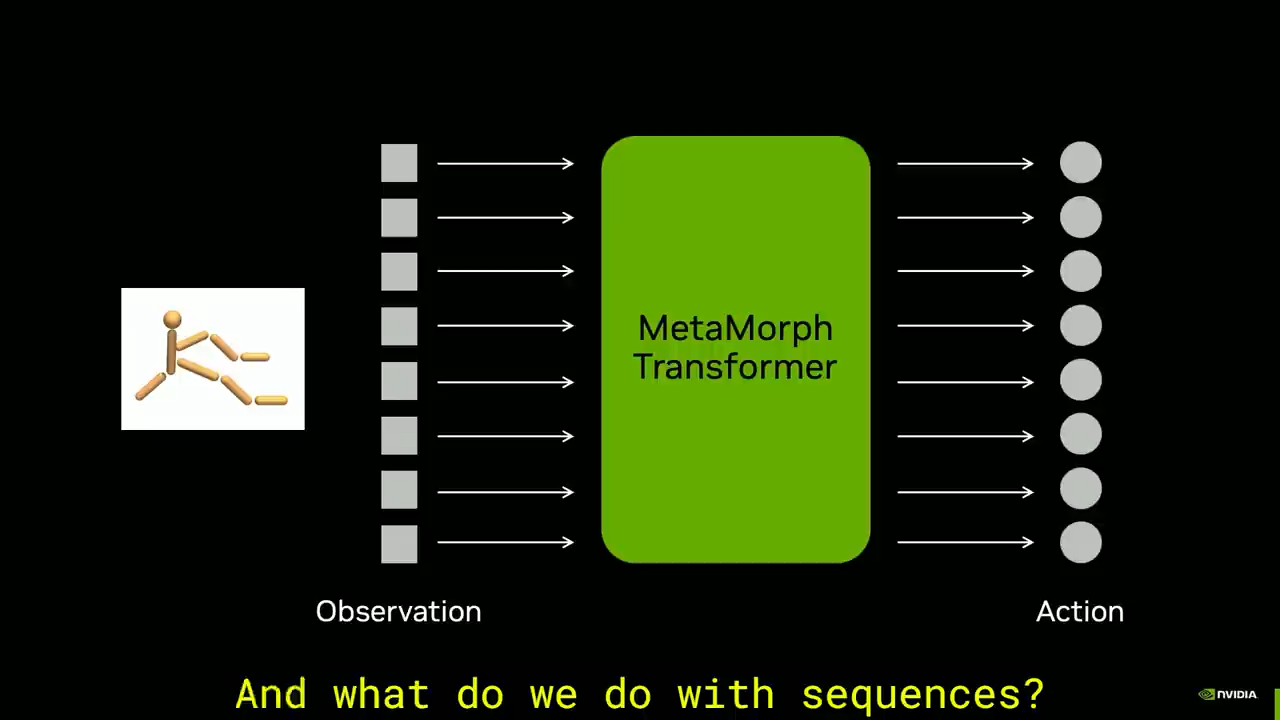 MetaMorph
Transformer
Observation
Action
And what do we do with sequences?
NVIDIA